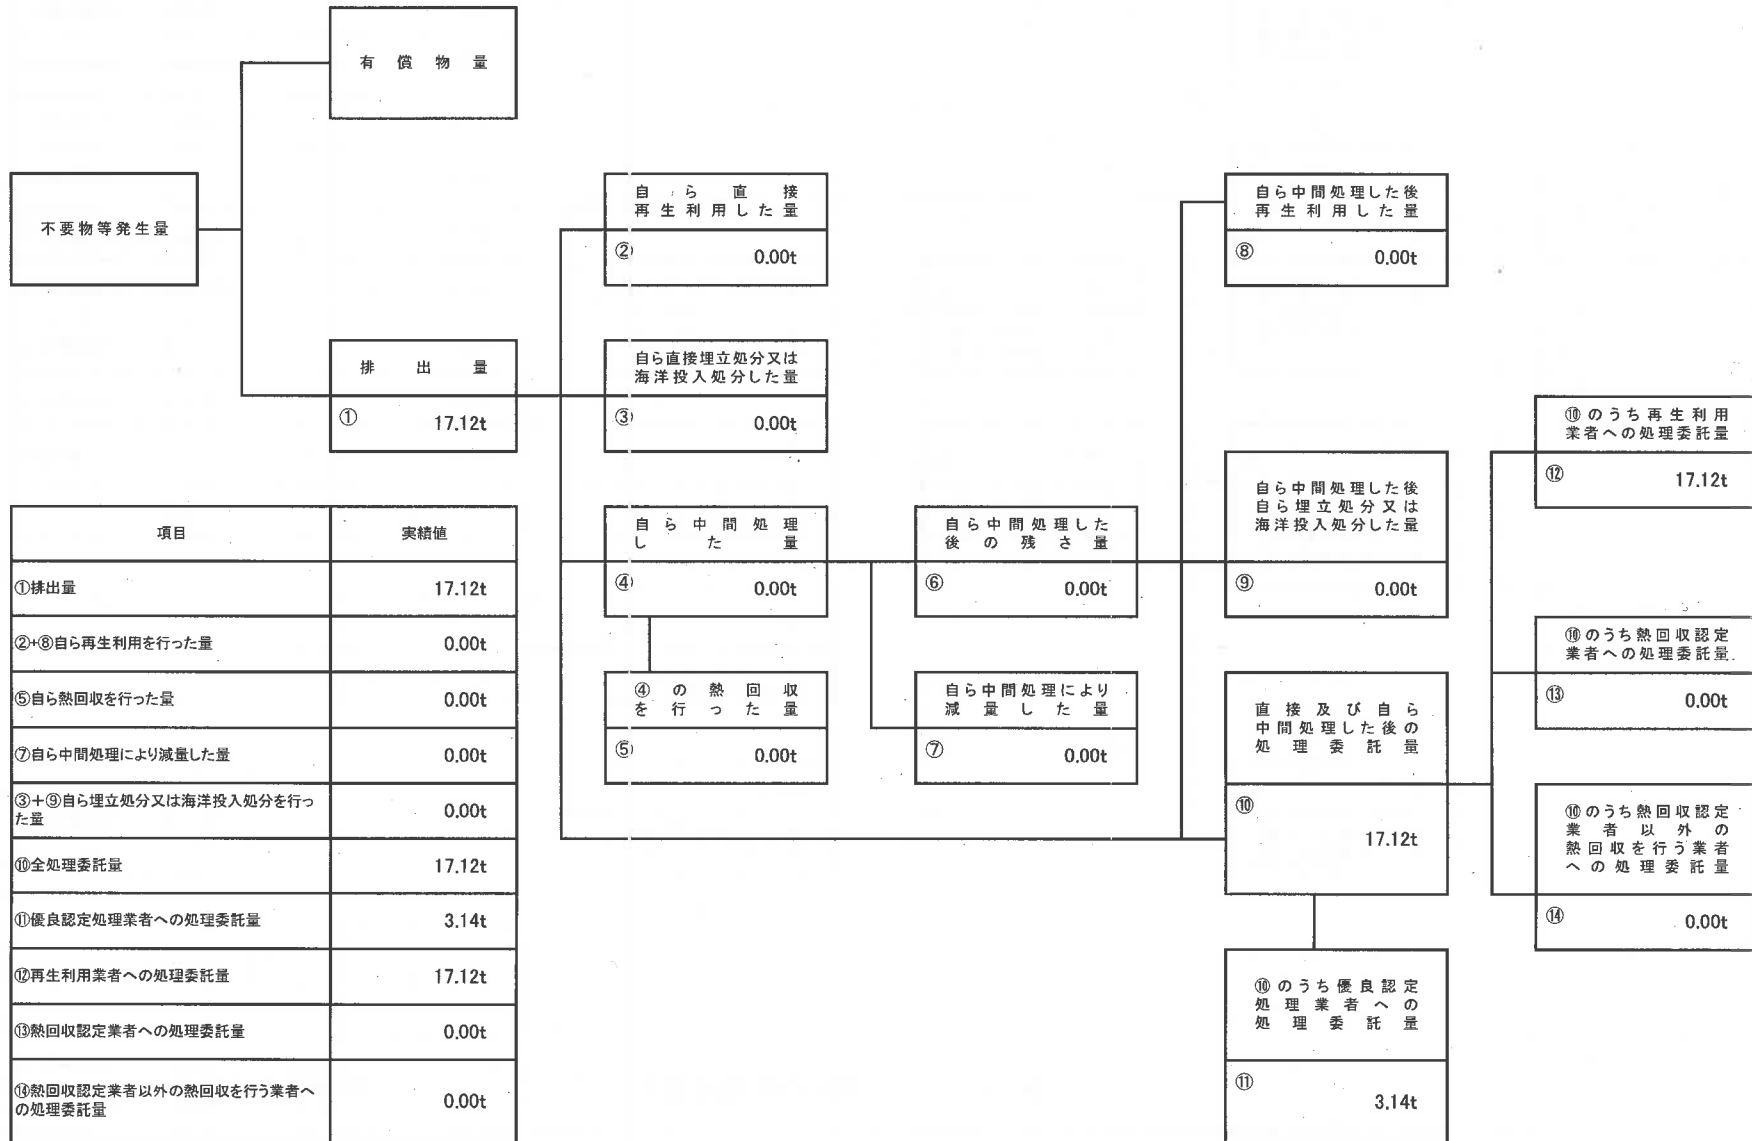 有償物量
不要物等発生量
排出量
①
17.12t
自ら直接
再生利用した量
②
0.00t
自ら直接埋立処分又は
海洋投入処分した量
③
0.00t
自ら中間処理
した量
④
0.00t
④の熱回収
を行った量
⑤
0.00t
自ら中間処理した
後の残さ量
⑥
0.00t
自ら中間処理により
減量した量
⑦
0.00t
自ら中間処理した後
再生利用した量
⑧
0.00t
自ら中間処理した後
自ら埋立処分又は
海洋投入処分した量
⑨
0.00t
直接及び自ら
中間処理した後の
処理委託量
⑩
17.12t
⑩のうち優良認定
処理業者への
処理委託量
⑪
3.14t
⑩のうち再生利用
業者への処理委託量
⑫
17.12t
⑩のうち熱回収認定
業者への処理委託量
⑬
0.00t
⑩のうち熱回収認定
業者以外の
熱回収を行う業者
への処理委託量
⑭
0.00t
項目 実績値
①排出量 17.12t
②+⑧自ら再生利用を行った量 0.00t
⑤自ら熱回収を行った量 0.00t
⑦自ら中間処理により減量した量 0.00t
③+⑨自ら埋立処分又は海洋投入処分を行っ
た量 0.00t
⑩全処理委託量 17.12t
⑪優良認定処理業者への処理委託量 3.14t
⑫再生利用業者への処理委託量 17.12t
⑬熱回収認定業者への処理委託量 0.00t
⑭熱回収認定業者以外の熱回収を行う業者へ
の処理委託量 0.00t